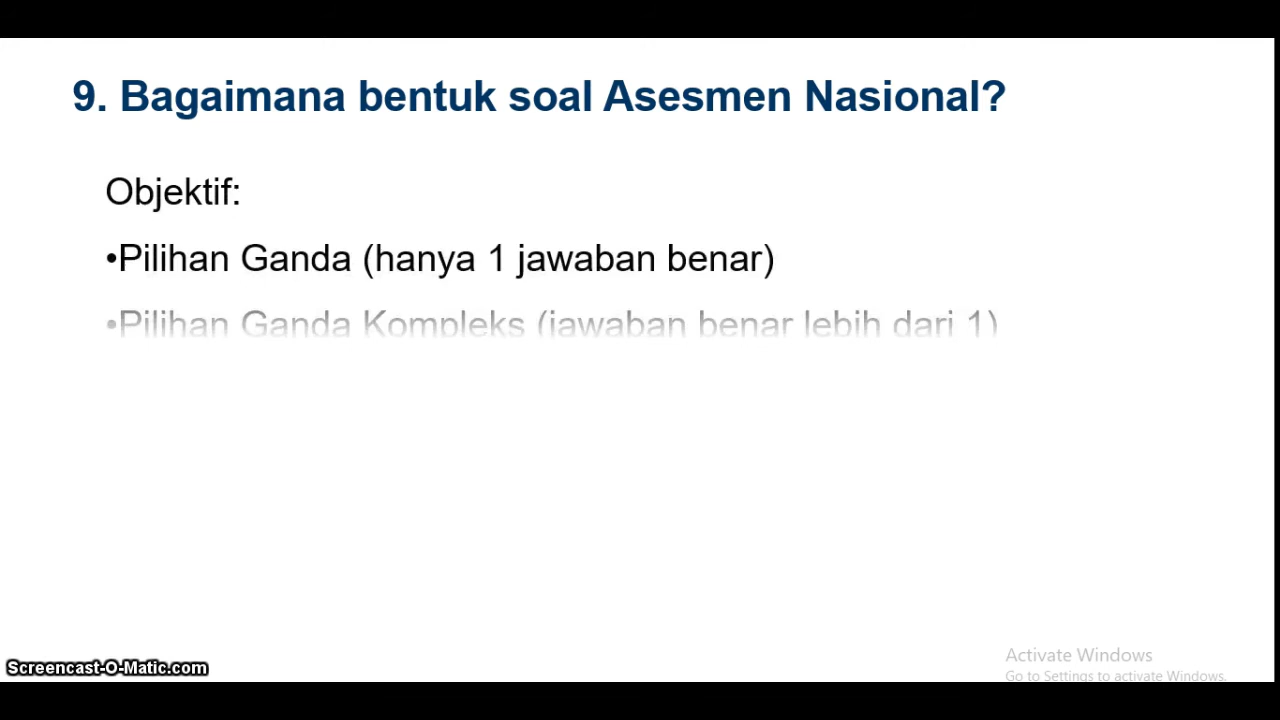 9. Bagaimana bentuk soal Asesmen Nasional?
Objektif:
•Pilihan Ganda (hanya 1 jawaban benar)
•Pilihan Ganda Kompleks (jawaban benar lebih dari 1)
Activate Windows
Go to Settings to activate Windows.
Screencast-O-Matic.com